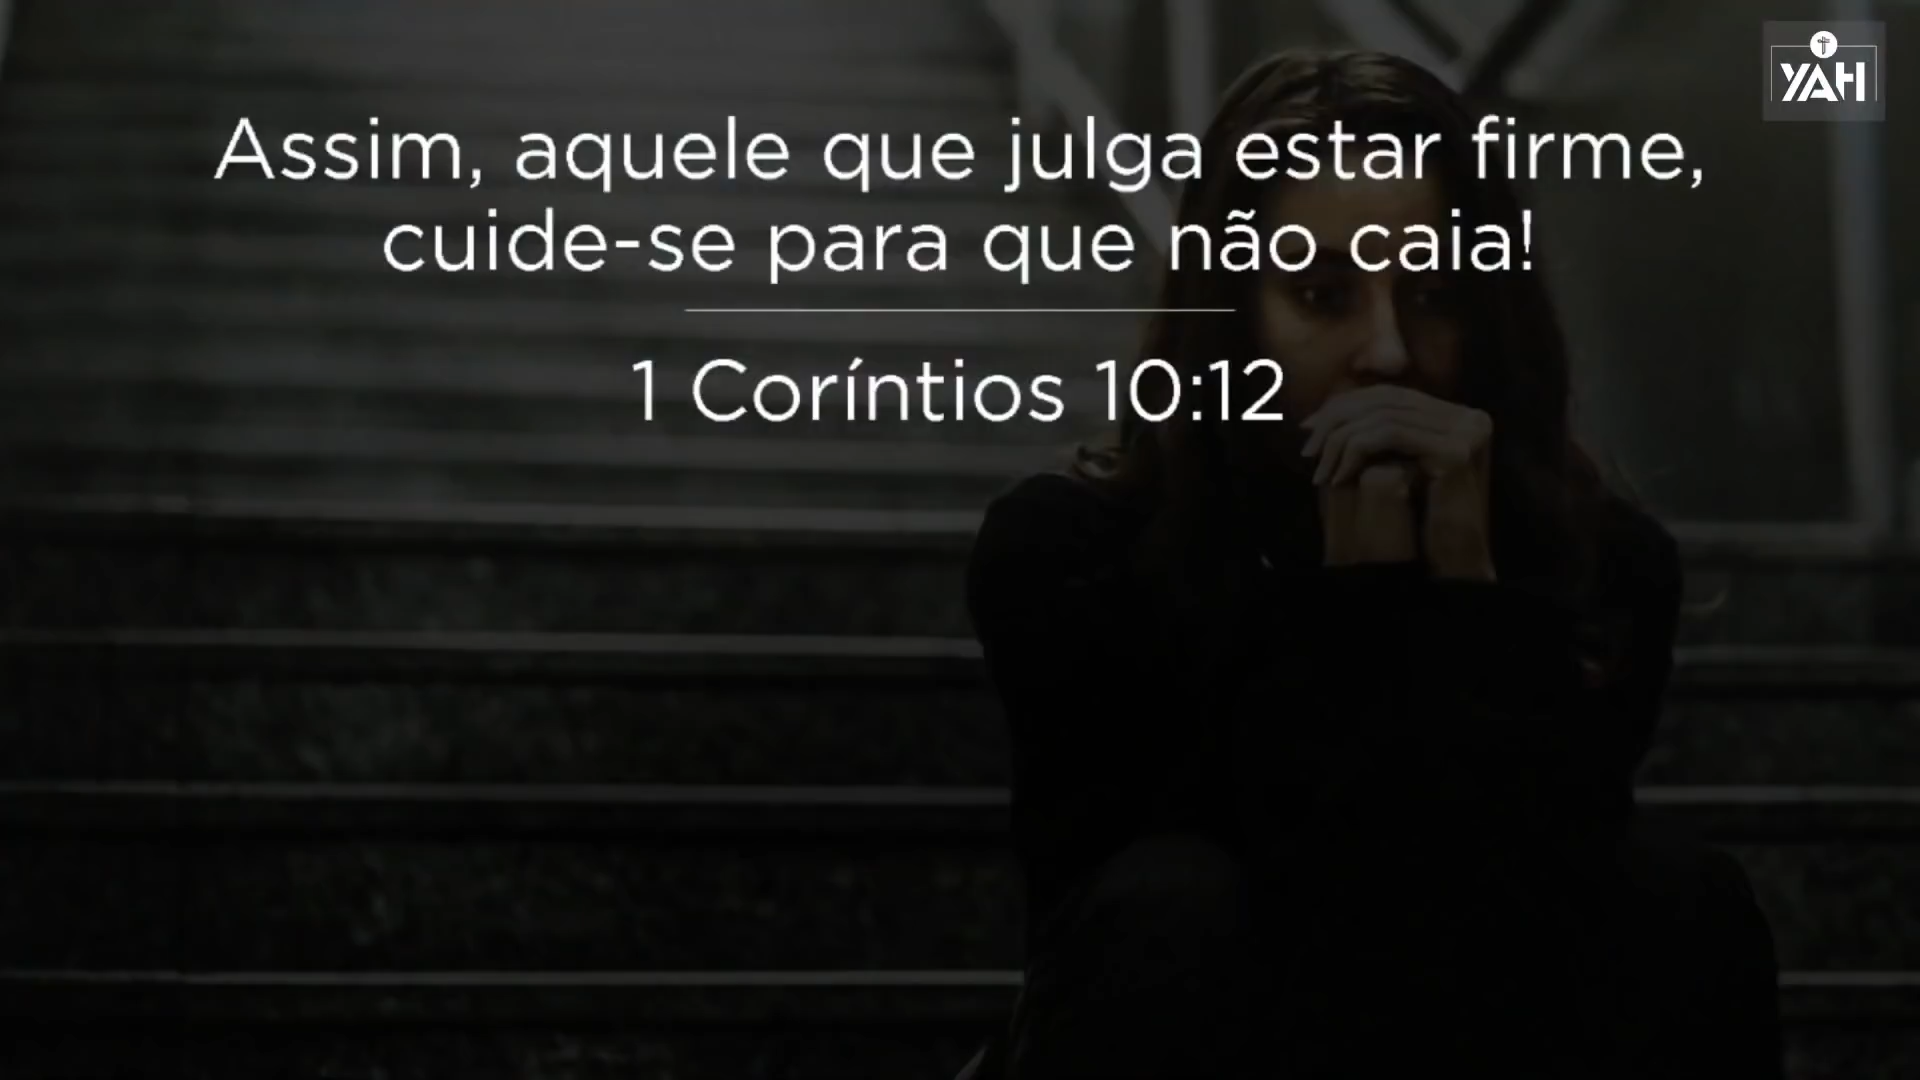 YAH
Assim, aquele que julga estar firme,
cuide-se para que não caia!
1 Coríntios 10:12